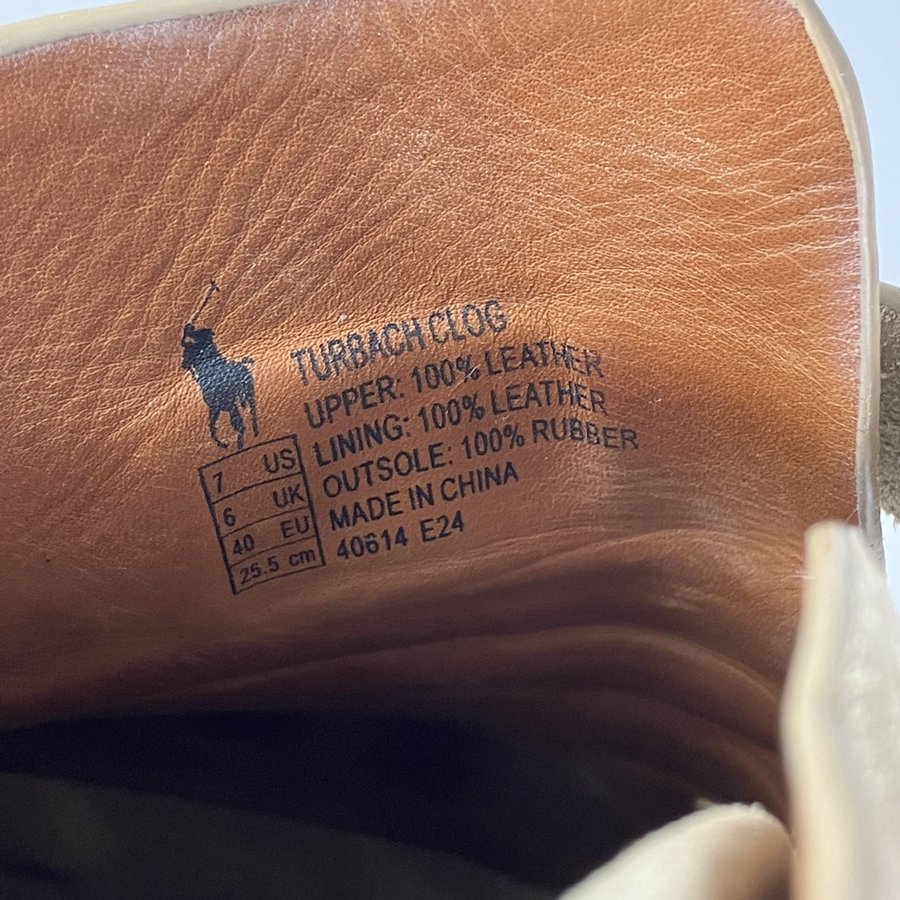 TURBACH CLOG
UPPER: 100% LEATHER
LINING: 100% LEATHER
OUTSOLE: 100% RUBBER
MADE IN CHINA
40614 E24
7 US
6 UK
40 EU
25.5 cm